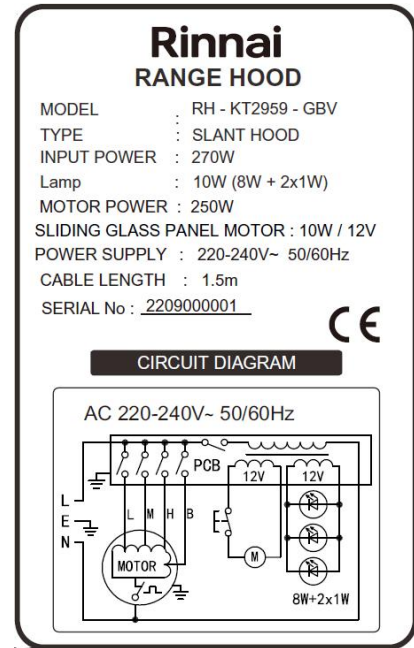 Rinnai
RANGE HOOD
MODEL : RH - KT2959 - GBV
TYPE : SLANT HOOD
INPUT POWER : 270W
Lamp : 10W (8W + 2x1W)
MOTOR POWER : 250W
SLIDING GLASS PANEL MOTOR : 10W / 12V
POWER SUPPLY : 220-240V~ 50/60Hz
CABLE LENGTH : 1.5m
SERIAL No : 2209000001
CE
CIRCUIT DIAGRAM
AC 220-240V~ 50/60Hz
PCB
12V 12V
L
E
N
L M H B
MOTOR
M
8W+2x1W